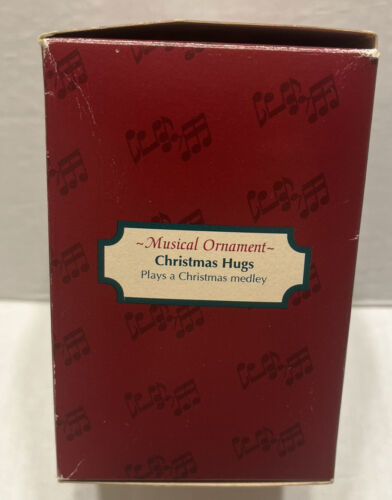 ~Musical Ornament~
Christmas Hugs
Plays a Christmas medley